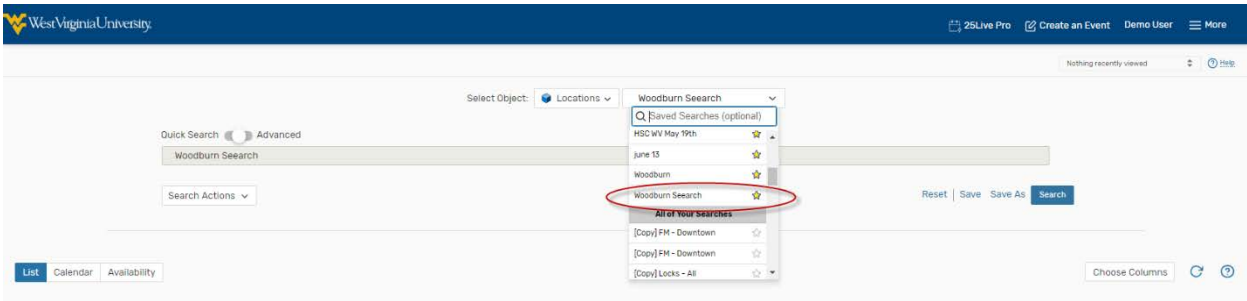 West Virginia University.
25Live Pro Create an Event Demo User More
Nothing recently viewed Help
Select Object: Locations Woodburn Seearch
Saved Searches (optional)
HSC WV May 19th
Quick Search Advanced
Woodburn Seearch
june 13
Woodburn
Woodburn Seearch
Search Actions
Reset Save Save As Search
All of Your Searches
[Copy] FM - Downtown
[Copy] FM - Downtown
[Copy] Locks - All
List Calendar Availability
Choose Columns